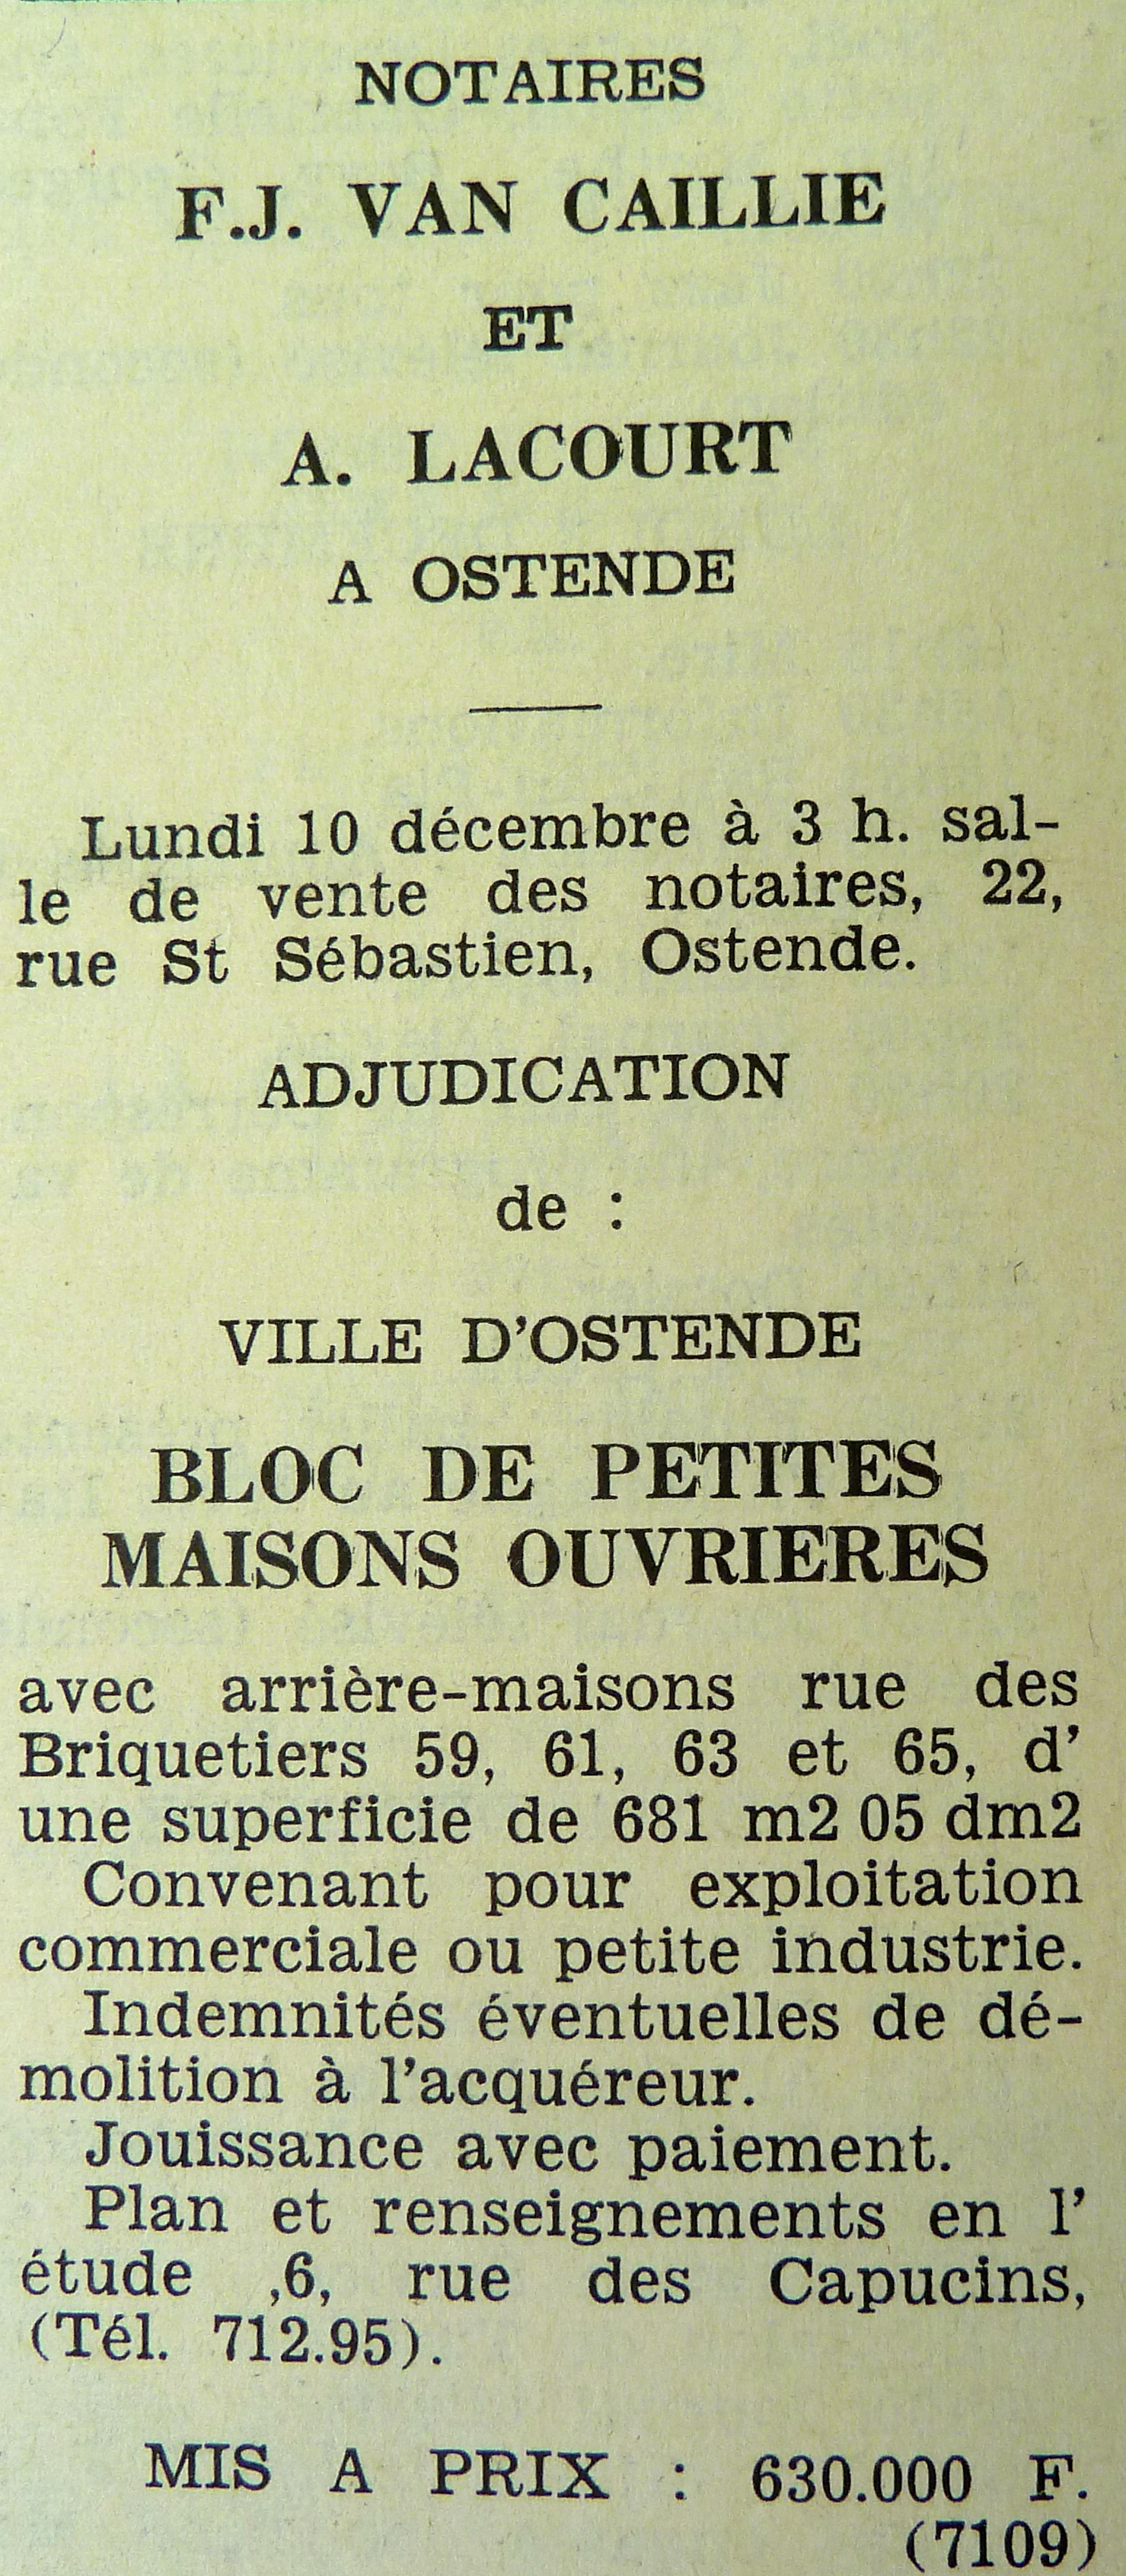 NOTAIRES
F.J. VAN CAILLIE
ET
A. LACOURT
A OSTENDE
Lundi 10 décembre à 3 h. sal-
le de vente des notaires, 22,
rue St Sébastien, Ostende.
ADJUDICATION
de :
VILLE D'OSTENDE
BLOC DE PETITES
MAISONS OUVRIERES
avec arrière-maisons rue des
Briquetiers 59, 61, 63 et 65, d'
une superficie de 681 m2 05 dm2
Convenant pour exploitation
commerciale ou petite industrie.
Indemnités éventuelles de dé-
molition à l'acquéreur.
Jouissance avec paiement.
Plan et renseignements en l'
étude ,6, rue des Capucins,
(Tél. 712.95).
MIS A PRIX : 630.000 F.
(7109)